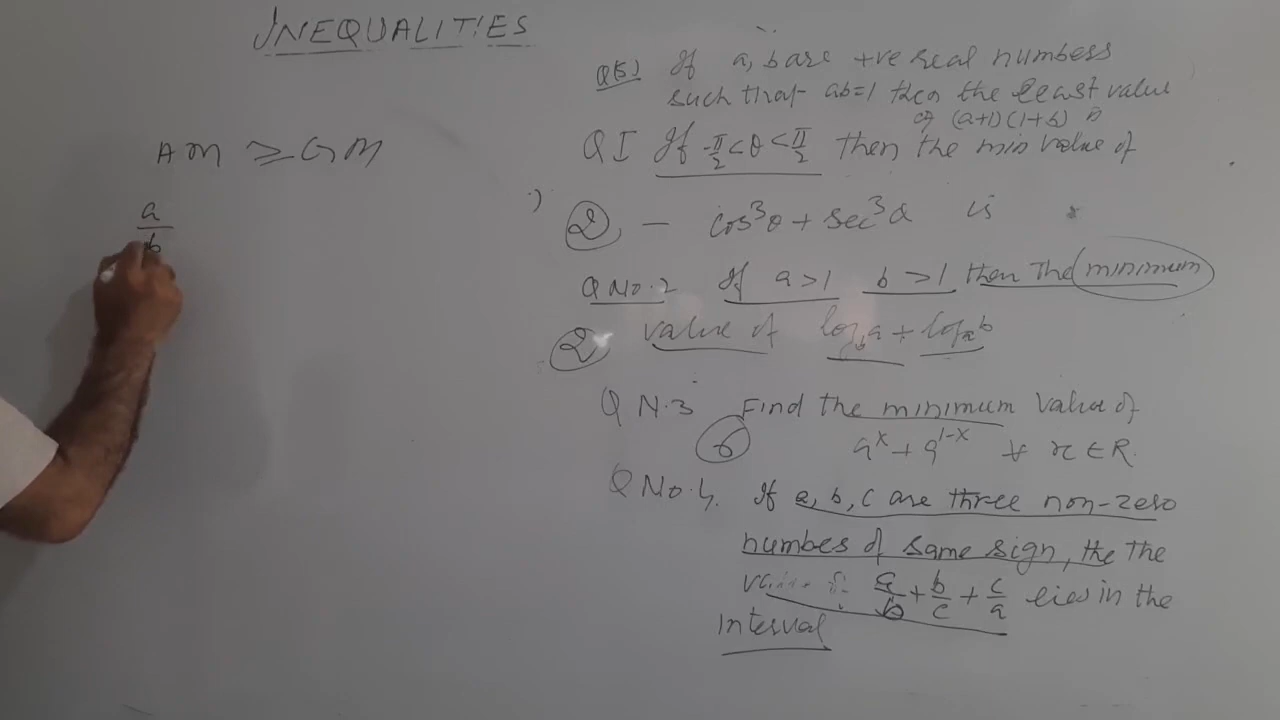 INEQUALITIES
AM ≥ GM
a/b
Q(5) If a, b are +ve real numbers
such that ab=1 then the least value
of (a+1)(1+b) is
Q I If -π/2 < θ < π/2 then the min value of
2 — cos³θ + sec³θ is
Q No.2 If a>1 b>1 then the minimum
2 value of log_b a + log_a b
Q N.3 Find the minimum value of
6 9^x + 9^(1-x) ∀ x ∈ R.
Q No.4. If a, b, c are three non-zero
numbes of same sign, the the
a/b + b/c + c/a lies in the
interval